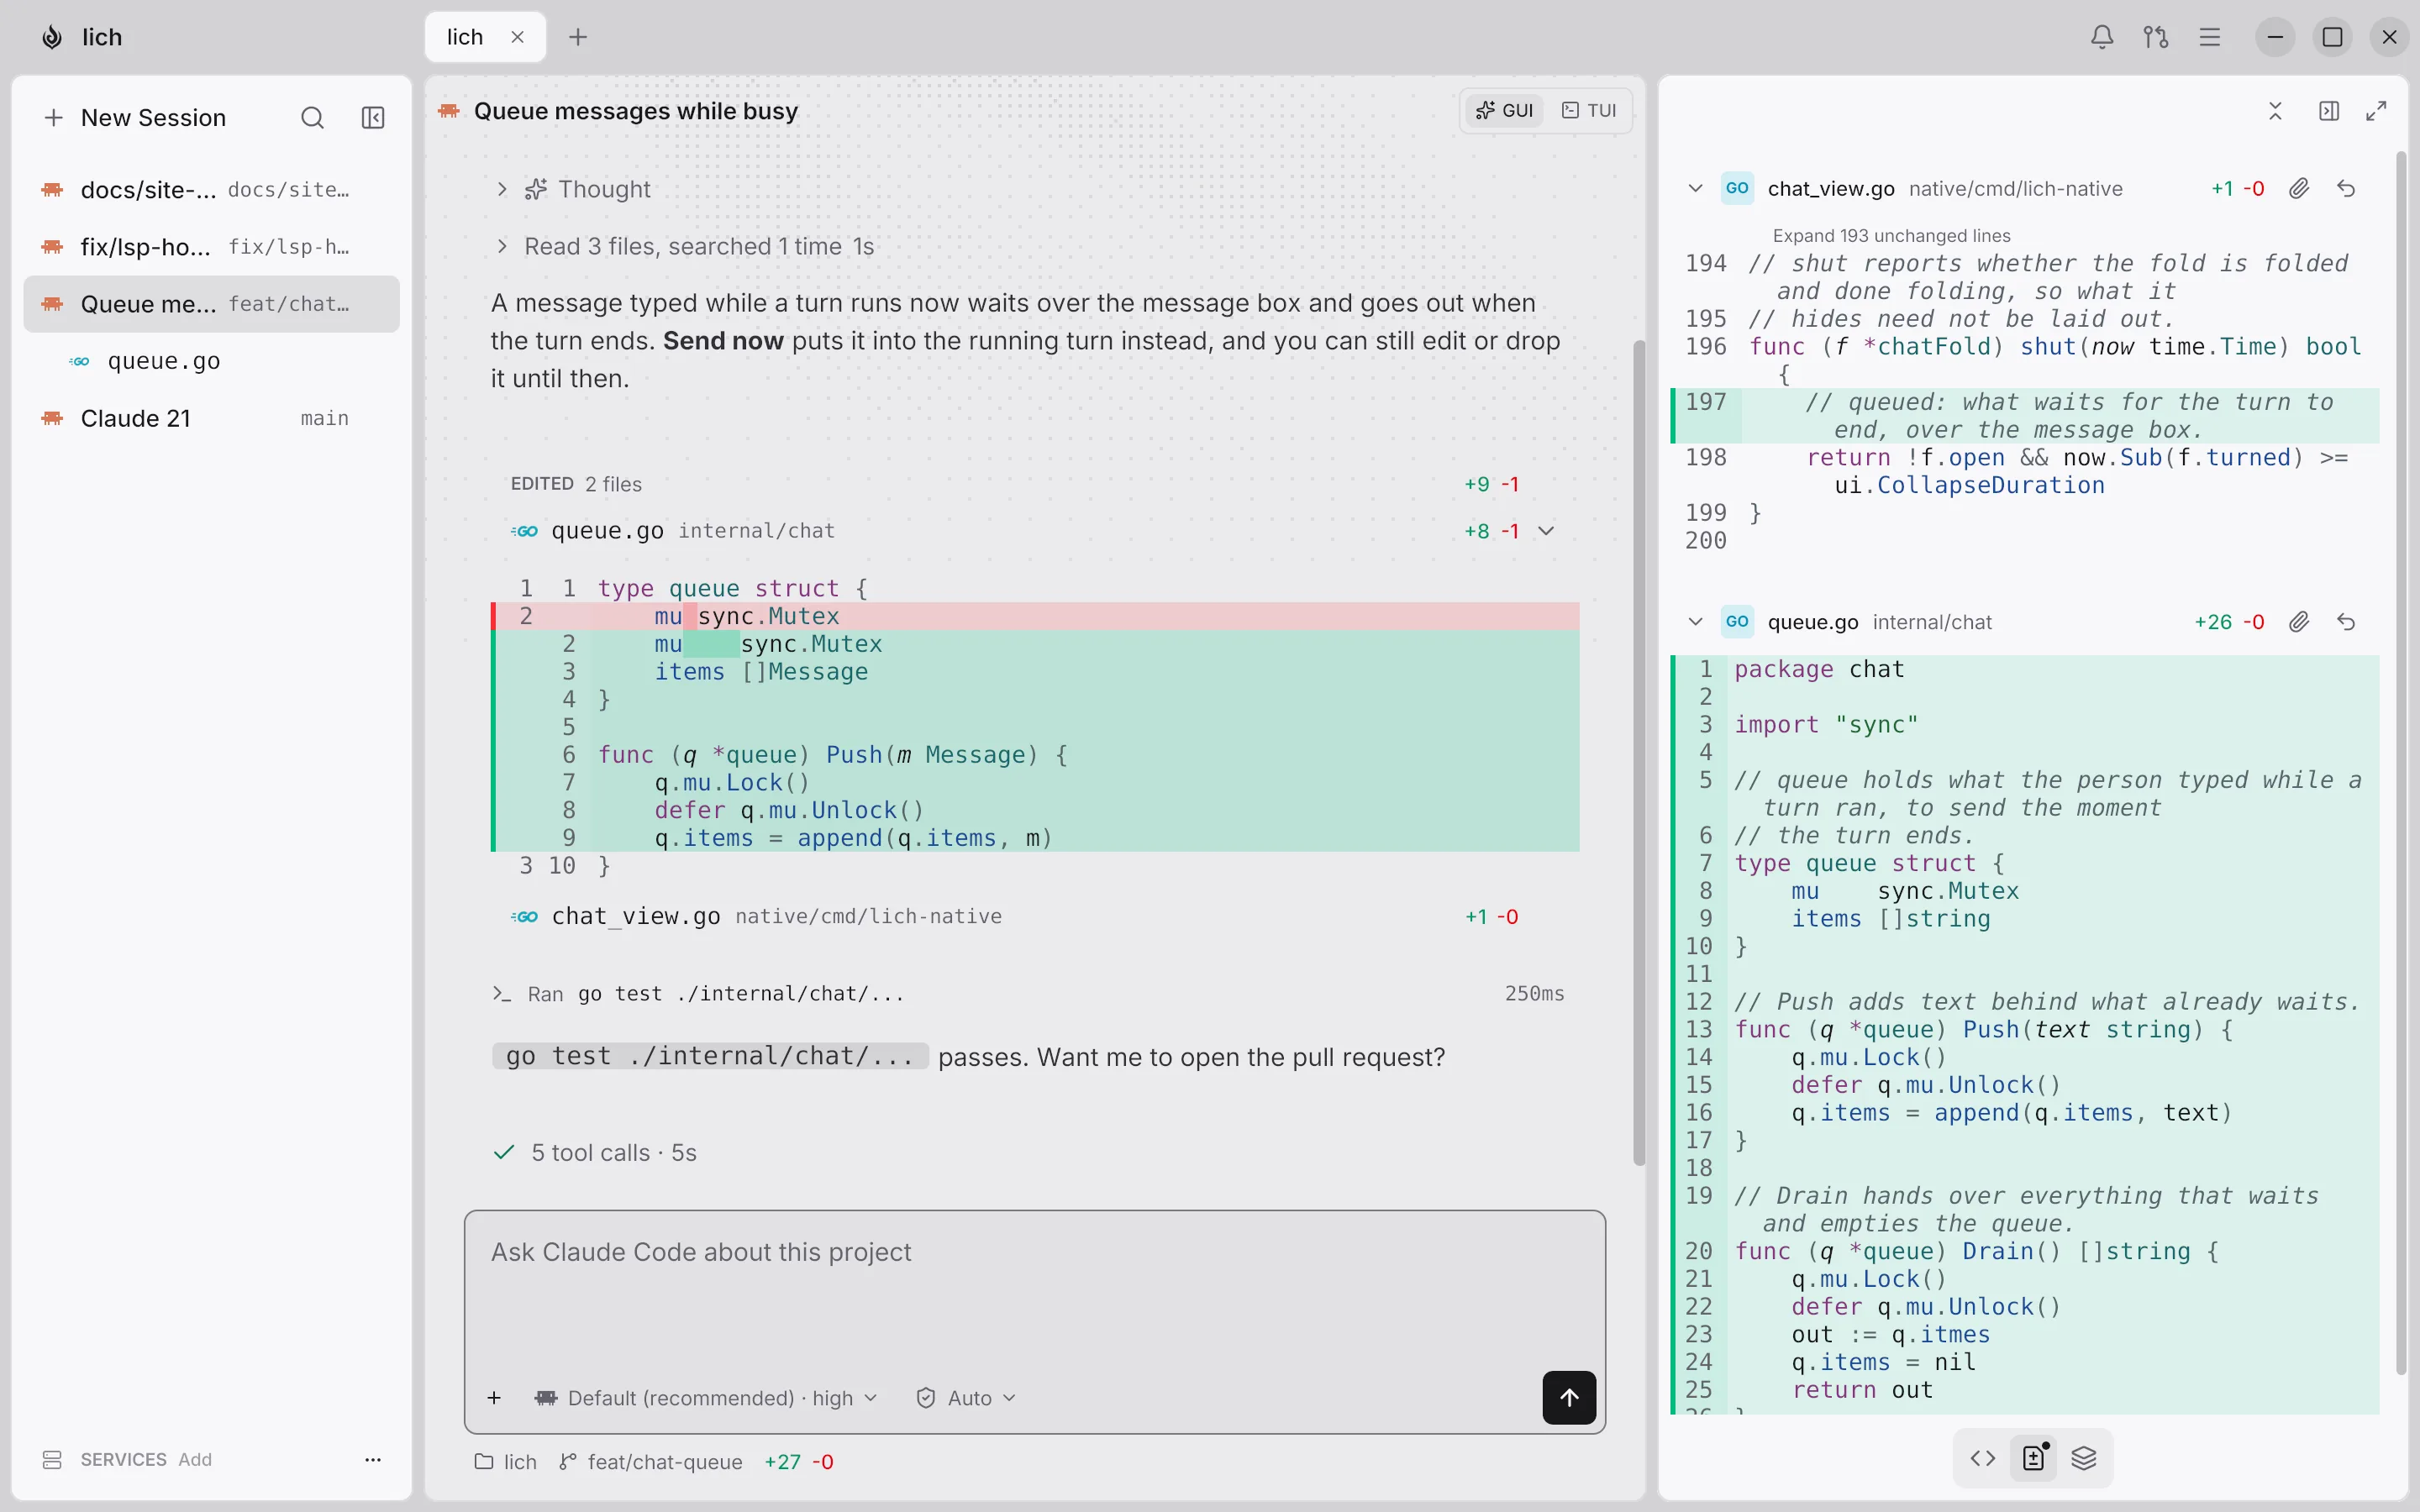 lich
lich
New Session
docs/site-... docs/site…
fix/lsp-ho... fix/lsp-h…
Queue me... feat/chat…
queue.go
Claude 21 main
SERVICES Add
Queue messages while busy
GUI TUI
Thought
Read 3 files, searched 1 time 1s
A message typed while a turn runs now waits over the message box and goes out when
the turn ends. Send now puts it into the running turn instead, and you can still edit or drop
it until then.
EDITED 2 files +9 -1
GO queue.go internal/chat +8 -1
1 1 type queue struct {
2 mu sync.Mutex
2 mu sync.Mutex
3 items []Message
4 }
5
6 func (q *queue) Push(m Message) {
7 q.mu.Lock()
8 defer q.mu.Unlock()
9 q.items = append(q.items, m)
3 10 }
GO chat_view.go native/cmd/lich-native +1 -0
Ran go test ./internal/chat/... 250ms
go test ./internal/chat/... passes. Want me to open the pull request?
5 tool calls · 5s
Ask Claude Code about this project
Default (recommended) · high Auto
lich feat/chat-queue +27 -0
GO chat_view.go native/cmd/lich-native +1 -0
Expand 193 unchanged lines
194 // shut reports whether the fold is folded
and done folding, so what it
195 // hides need not be laid out.
196 func (f *chatFold) shut(now time.Time) bool
{
197 // queued: what waits for the turn to
end, over the message box.
198 return !f.open && now.Sub(f.turned) >=
ui.CollapseDuration
199 }
200
GO queue.go internal/chat +26 -0
1 package chat
2
3 import "sync"
4
5 // queue holds what the person typed while a
turn ran, to send the moment
6 // the turn ends.
7 type queue struct {
8 mu sync.Mutex
9 items []string
10 }
11
12 // Push adds text behind what already waits.
13 func (q *queue) Push(text string) {
14 q.mu.Lock()
15 defer q.mu.Unlock()
16 q.items = append(q.items, text)
17 }
18
19 // Drain hands over everything that waits
and empties the queue.
20 func (q *queue) Drain() []string {
21 q.mu.Lock()
22 defer q.mu.Unlock()
23 out := q.itmes
24 q.items = nil
25 return out